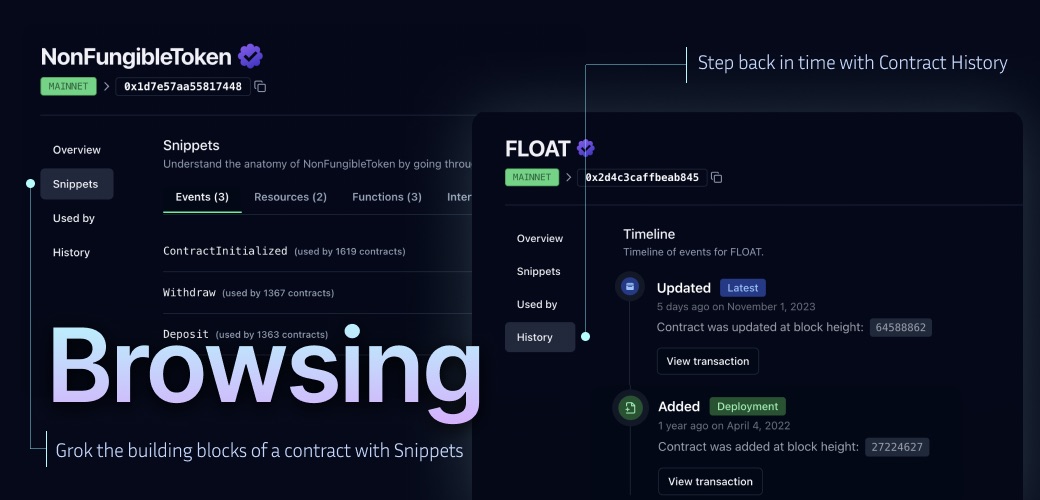 NonFungibleToken
MAINNET > 0x1d7e57aa55817448
Overview
Snippets
Used by
History
Snippets
Understand the anatomy of NonFungibleToken by going throu
Events (3) Resources (2) Functions (3) Inter
ContractInitialized (used by 1619 contracts)
Withdraw (used by 1367 contracts)
Deposit (used by 1363 contracts)
Browsing
Grok the building blocks of a contract with Snippets
Step back in time with Contract History
FLOAT
MAINNET > 0x2d4c3caffbeab845
Overview
Snippets
Used by
History
Timeline
Timeline of events for FLOAT.
Updated Latest
5 days ago on November 1, 2023
Contract was updated at block height: 64588862
View transaction
Added Deployment
1 year ago on April 4, 2022
Contract was added at block height: 27224627
View transaction